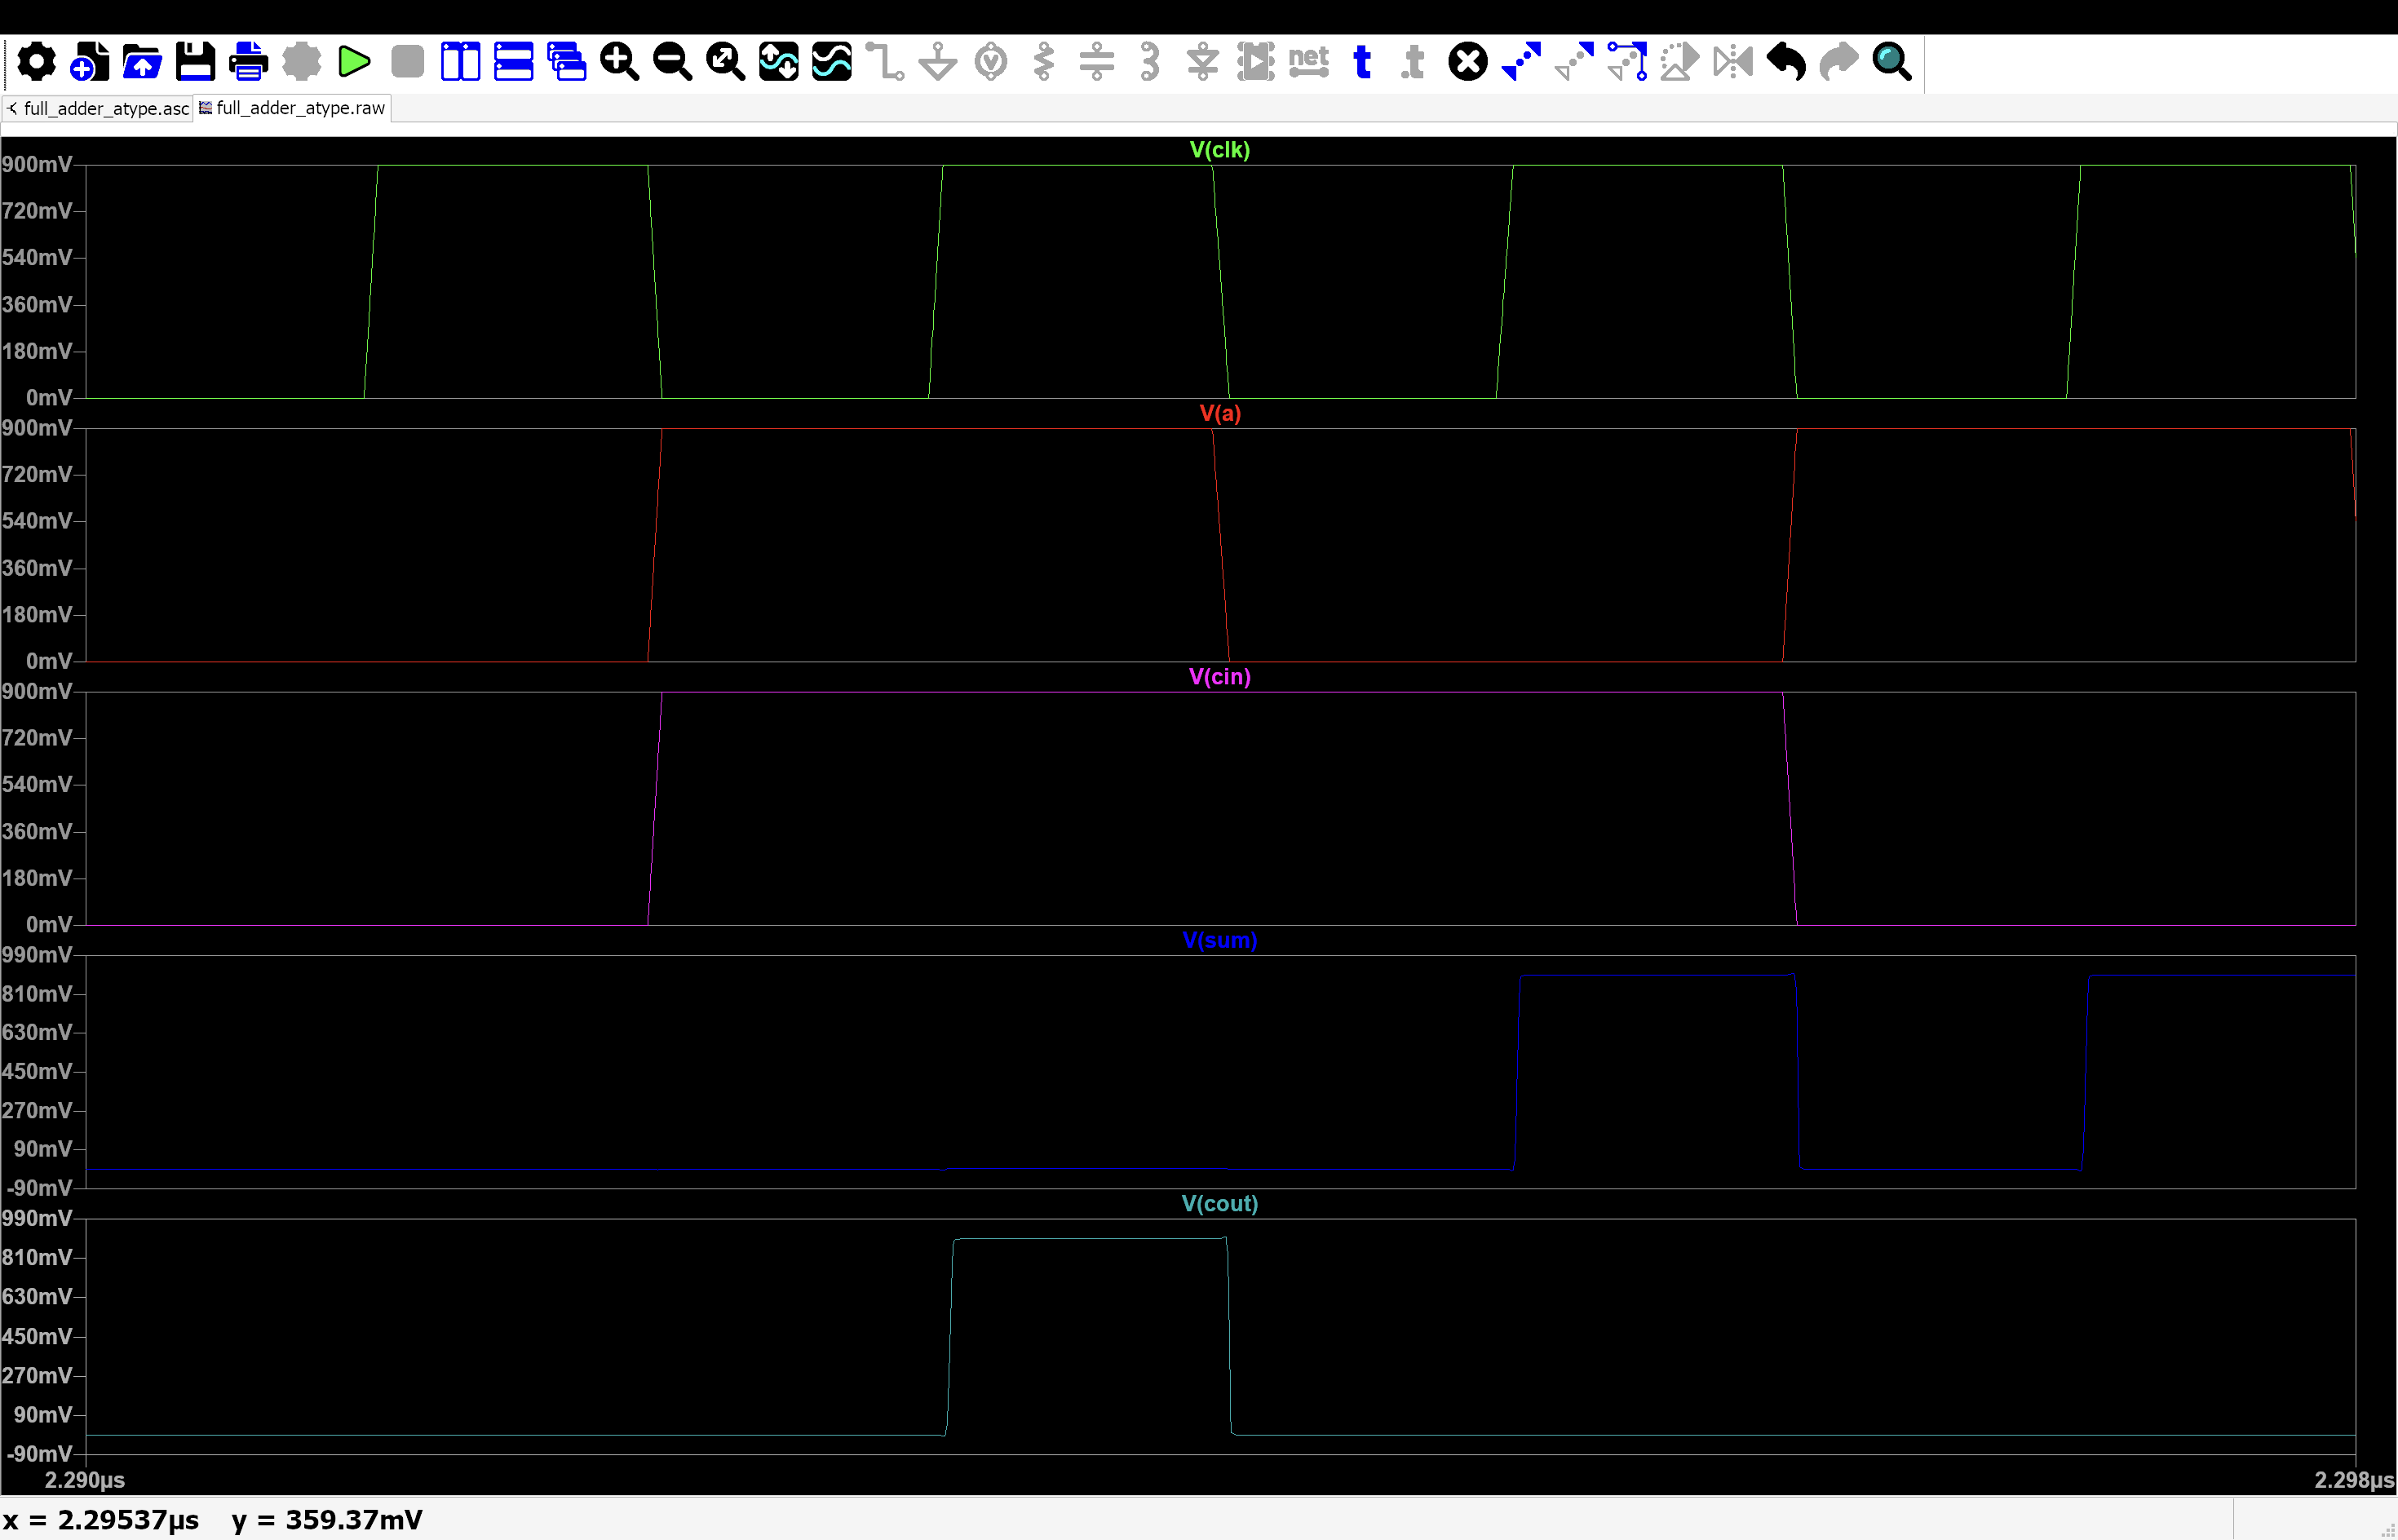 net t .t
full_adder_atype.asc full_adder_atype.raw
V(clk)
900mV
720mV
540mV
360mV
180mV
0mV
V(a)
900mV
720mV
540mV
360mV
180mV
0mV
V(cin)
900mV
720mV
540mV
360mV
180mV
0mV
V(sum)
990mV
810mV
630mV
450mV
270mV
90mV
-90mV
V(cout)
990mV
810mV
630mV
450mV
270mV
90mV
-90mV
2.290µs 2.298µs
x = 2.29537µs y = 359.37mV